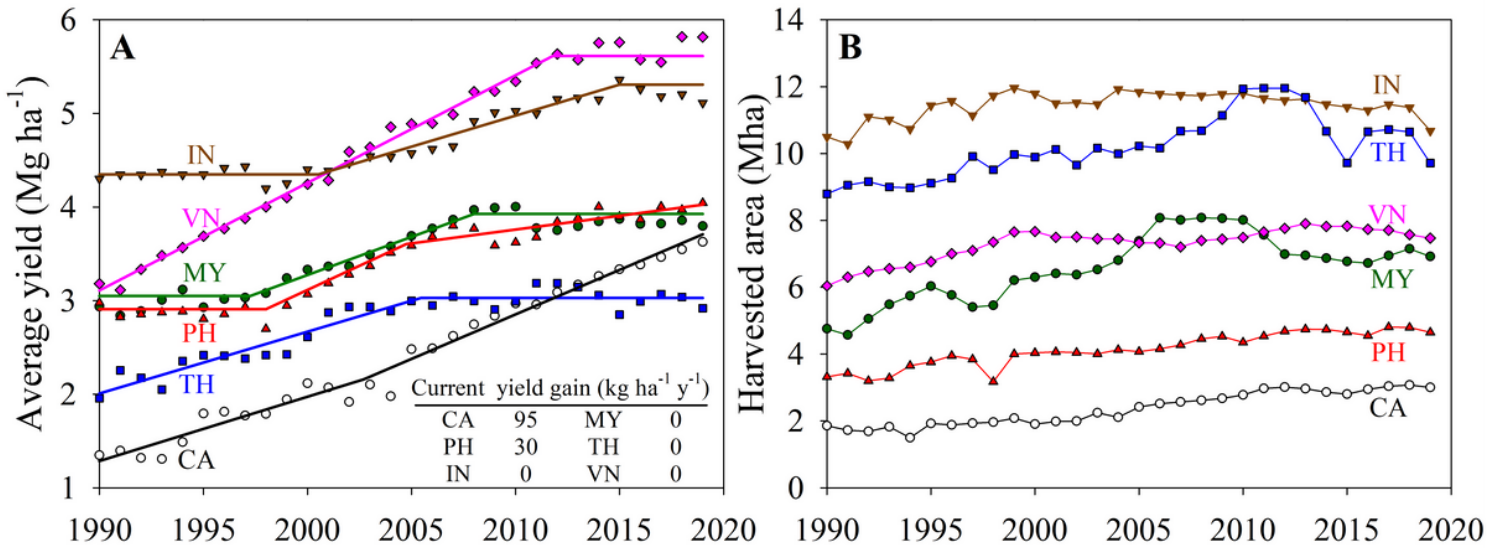 A
Average yield (Mg ha⁻¹)
6
5
4
3
2
1
1990 1995 2000 2005 2010 2015 2020
IN
VN
MY
PH
TH
CA
Current yield gain (kg ha⁻¹ y⁻¹)
CA 95 MY 0
PH 30 TH 0
IN 0 VN 0
B
Harvested area (Mha)
14
12
10
8
6
4
2
0
1990 1995 2000 2005 2010 2015 2020
IN
TH
VN
MY
PH
CA